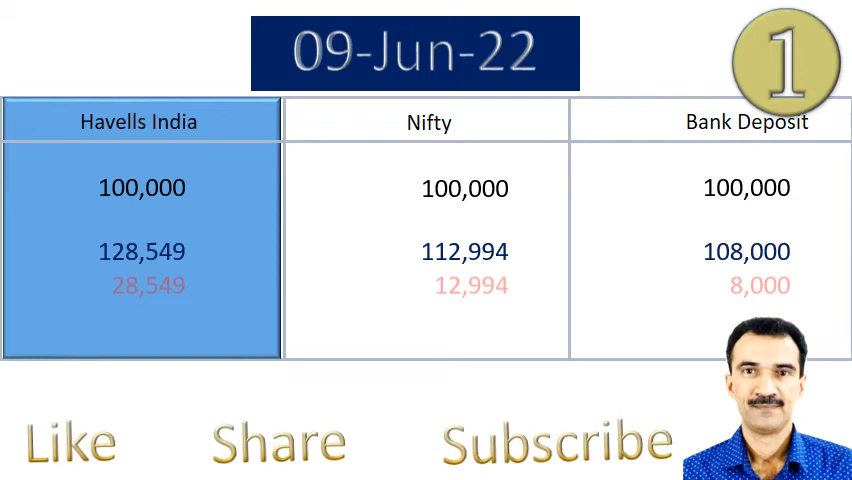 09-Jun-22
1
Havells India Nifty Bank Deposit
100,000 100,000 100,000
128,549 112,994 108,000
28,549 12,994 8,000
Like Share Subscribe